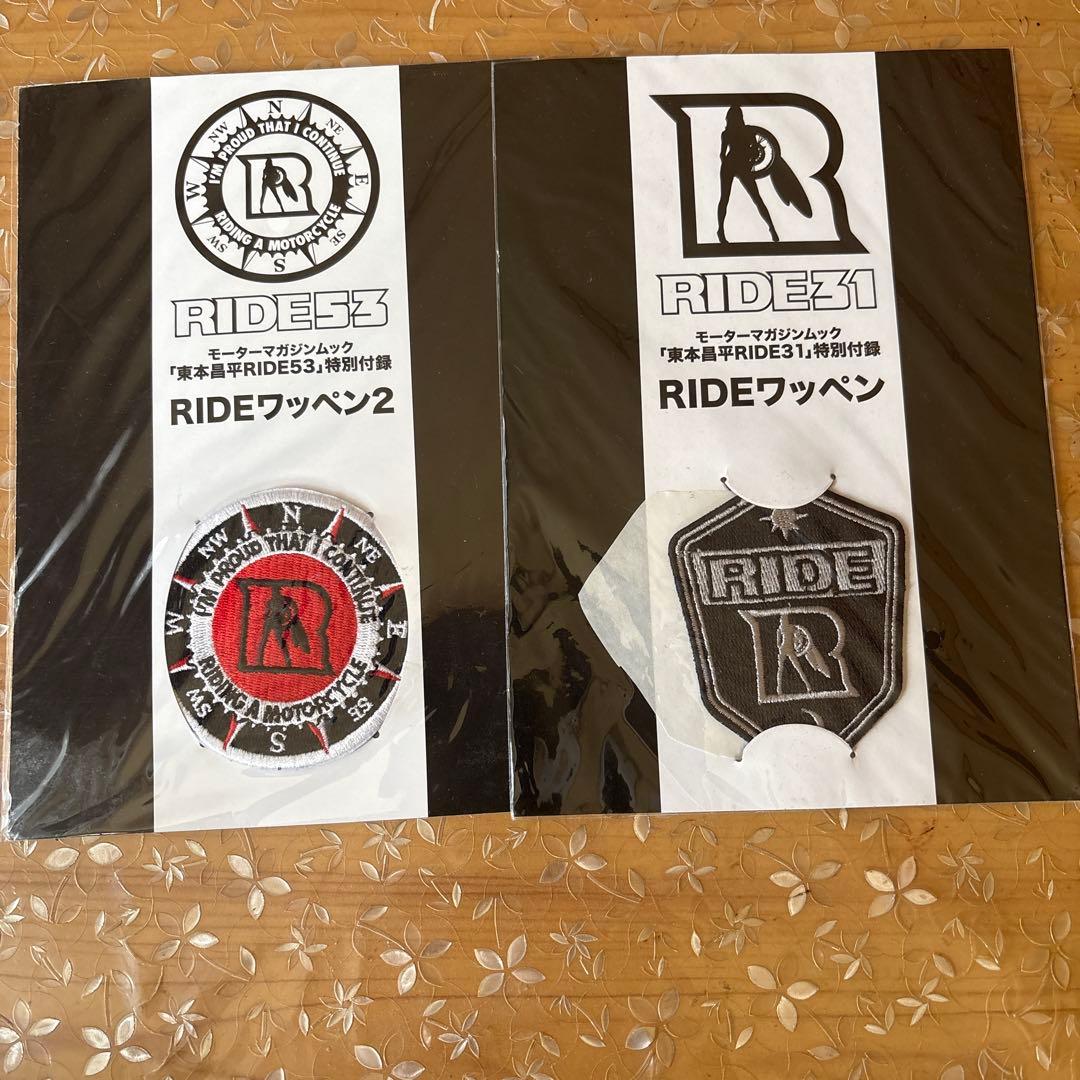 N
NW
NE
I'M PROUD THAT I CONTINUE
W
E
R
RIDING A MOTORCYCLE
SW
SE
S
RIDE53
モーターマガジンムック
「東本昌平RIDE53」特別付録
RIDEワッペン2
N
NW
NE
I'M PROUD THAT I CONTINUE
W
E
R
RIDING A MOTORCYCLE
SW
SE
S
R
RIDE31
モーターマガジンムック
「東本昌平RIDE31」特別付録
RIDEワッペン
RIDE
R